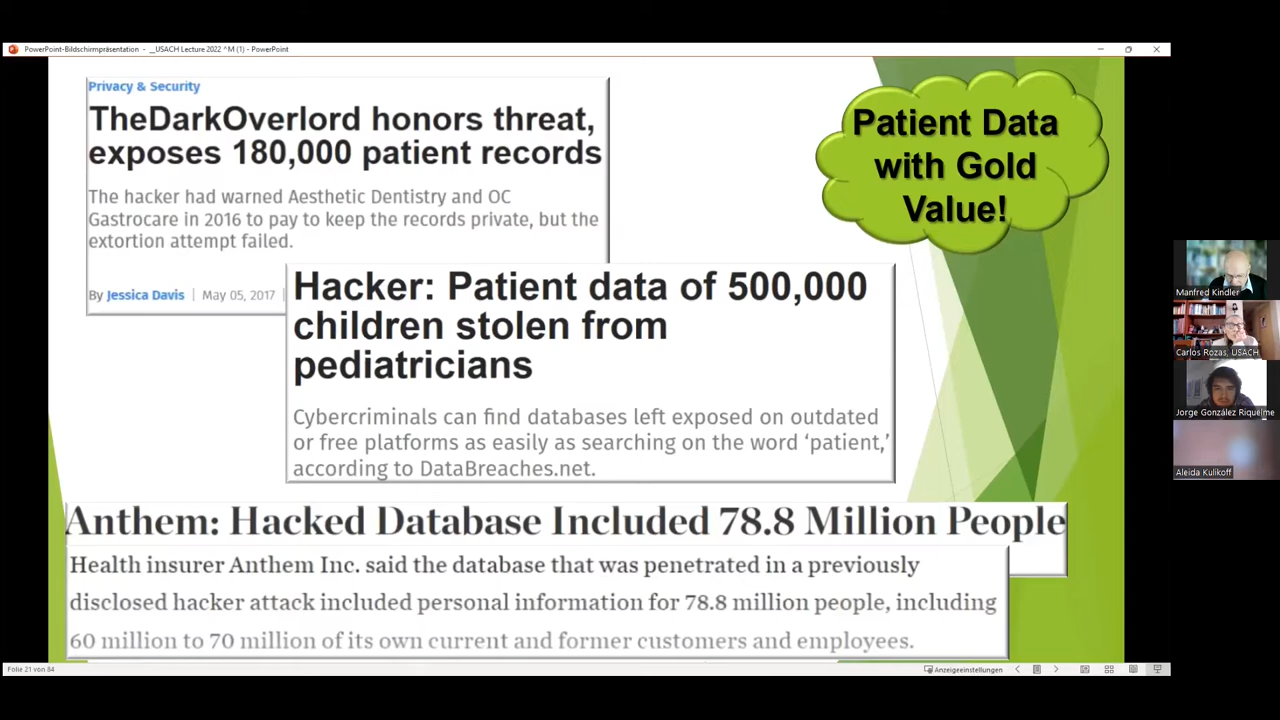 PowerPoint-Bildschirmpräsentation - __USACH Lecture 2022 ^M (1) - PowerPoint
Privacy & Security
TheDarkOverlord honors threat,
exposes 180,000 patient records
The hacker had warned Aesthetic Dentistry and OC
Gastrocare in 2016 to pay to keep the records private, but the
extortion attempt failed.
By Jessica Davis | May 05, 2017
Patient Data
with Gold
Value!
Hacker: Patient data of 500,000
children stolen from
pediatricians
Cybercriminals can find databases left exposed on outdated
or free platforms as easily as searching on the word ‘patient,’
according to DataBreaches.net.
Anthem: Hacked Database Included 78.8 Million People
Health insurer Anthem Inc. said the database that was penetrated in a previously
disclosed hacker attack included personal information for 78.8 million people, including
60 million to 70 million of its own current and former customers and employees.
Manfred Kindler
Carlos Rozas, USACH
Jorge González Riquelme
Aleida Kulikoff
Folie 21 von 84
Anzeigeeinstellungen